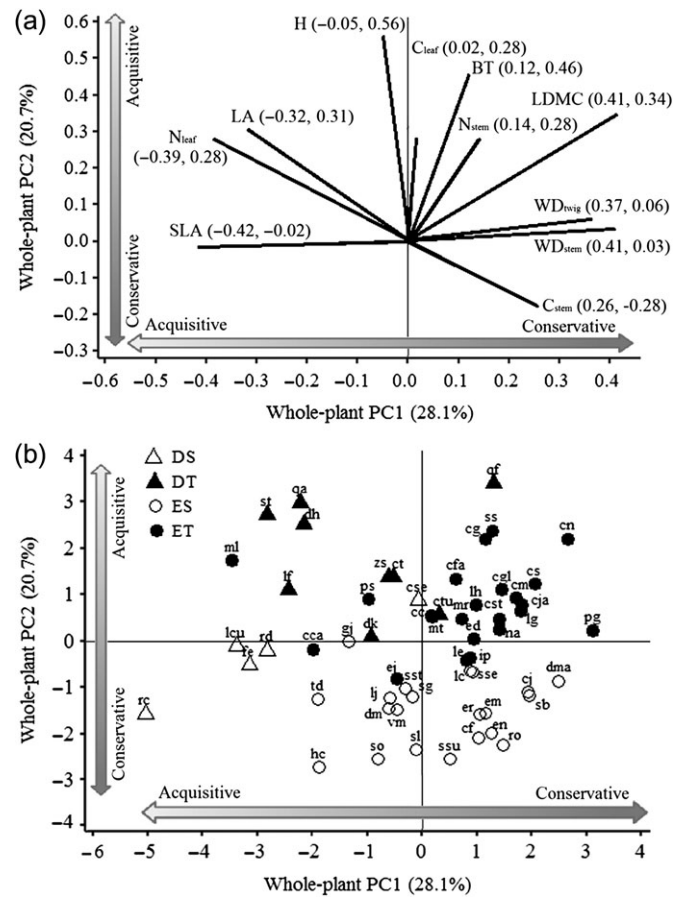 (a)
H (−0.05, 0.56)
Cleaf (0.02, 0.28)
BT (0.12, 0.46)
LDMC (0.41, 0.34)
LA (−0.32, 0.31)
Nstem (0.14, 0.28)
Nleaf
(−0.39, 0.28)
WDtwig (0.37, 0.06)
SLA (−0.42, −0.02)
WDstem (0.41, 0.03)
Cstem (0.26, -0.28)
Acquisitive
Conservative
Whole-plant PC2 (20.7%)
0.6
0.5
0.4
0.3
0.2
0.1
0.0
−0.1
−0.2
−0.3
Acquisitive Conservative
−0.6 −0.5 −0.4 −0.3 −0.2 −0.1 0.0 0.1 0.2 0.3 0.4
Whole-plant PC1 (28.1%)
(b)
DS
DT
ES
ET
Acquisitive
Conservative
Whole-plant PC2 (20.7%)
4
3
2
1
0
−1
−2
−3
−4
qf
qa
st dh
ss
cg cn
ml
zs ct
cfa
lf
cgl cs
cse
ps
lh cm
cja
cst
ctu
cc
mr
mt
lg
dk
na
pg
ed
gj
lcu
rd
cca
fe
le ip
ej
lc sse
sst
sg
dma
td
lj
cj
sb
rc
dm vm
er em
cf en
ro
sl
so
ssu
hc
Acquisitive Conservative
−6 −5 −4 −3 −2 −1 0 1 2 3 4
Whole-plant PC1 (28.1%)